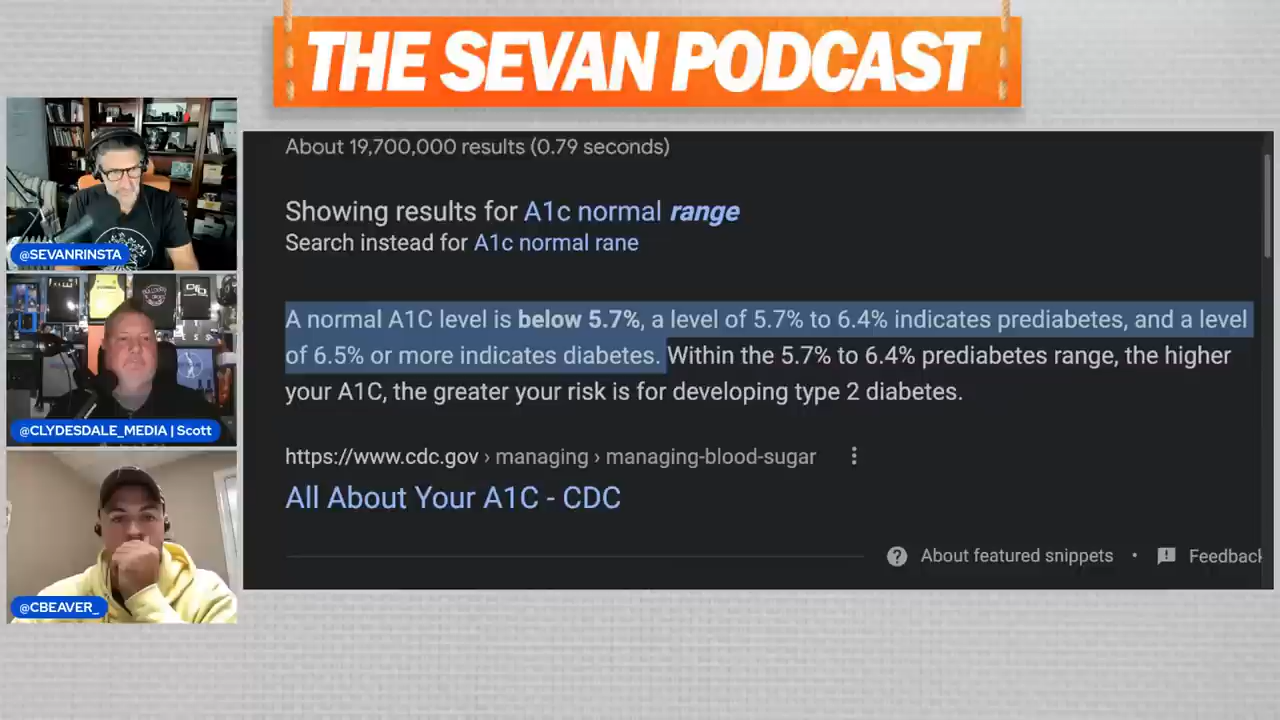 THE SEVAN PODCAST
@SEVANRINSTA
@CLYDESDALE_MEDIA | Scott
@CBEAVER_
About 19,700,000 results (0.79 seconds)
Showing results for A1c normal range
Search instead for A1c normal rane
A normal A1C level is below 5.7%, a level of 5.7% to 6.4% indicates prediabetes, and a level
of 6.5% or more indicates diabetes. Within the 5.7% to 6.4% prediabetes range, the higher
your A1C, the greater your risk is for developing type 2 diabetes.
https://www.cdc.gov › managing › managing-blood-sugar
All About Your A1C - CDC
About featured snippets • Feedback